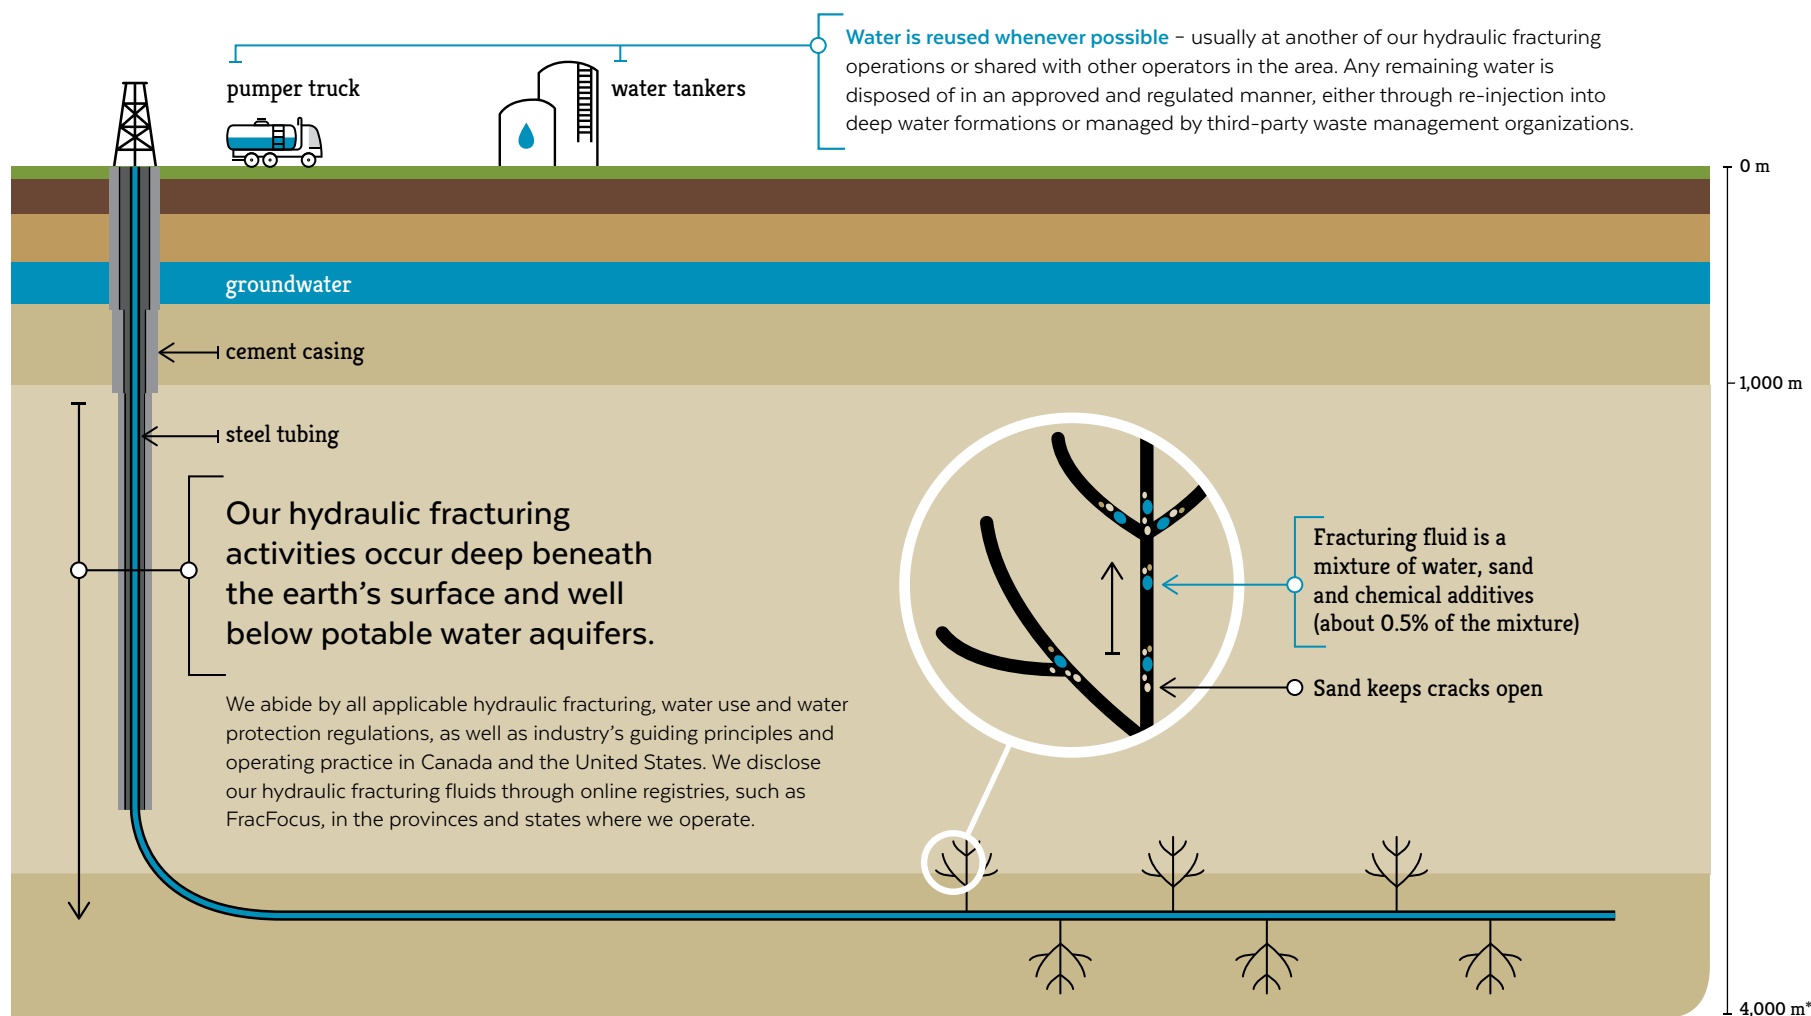 Water is reused whenever possible – usually at another of our hydraulic fracturing
operations or shared with other operators in the area. Any remaining water is
disposed of in an approved and regulated manner, either through re-injection into
deep water formations or managed by third-party waste management organizations.
pumper truck
water tankers
0 m
groundwater
cement casing
1,000 m
steel tubing
Our hydraulic fracturing
activities occur deep beneath
the earth’s surface and well
below potable water aquifers.
We abide by all applicable hydraulic fracturing, water use and water
protection regulations, as well as industry’s guiding principles and
operating practice in Canada and the United States. We disclose
our hydraulic fracturing fluids through online registries, such as
FracFocus, in the provinces and states where we operate.
Fracturing fluid is a
mixture of water, sand
and chemical additives
(about 0.5% of the mixture)
Sand keeps cracks open
4,000 m*